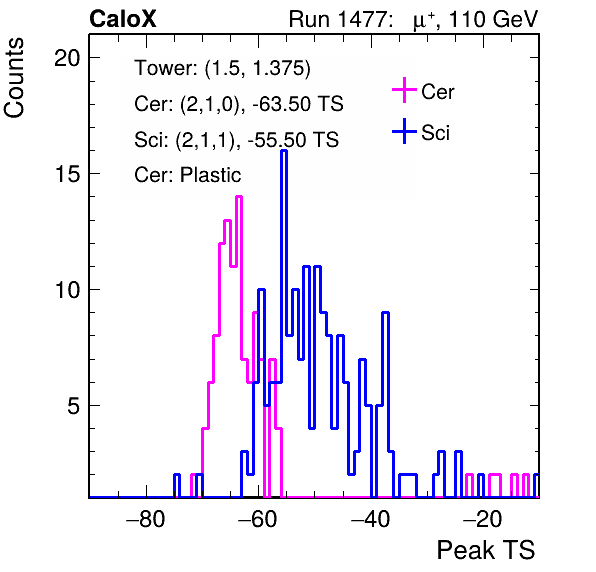 CaloX Run 1477: μ⁺, 110 GeV
Counts
20
15
10
5
Tower: (1.5, 1.375)
Cer: (2,1,0), -63.50 TS
Sci: (2,1,1), -55.50 TS
Cer: Plastic
Cer
Sci
−80 −60 −40 −20
Peak TS